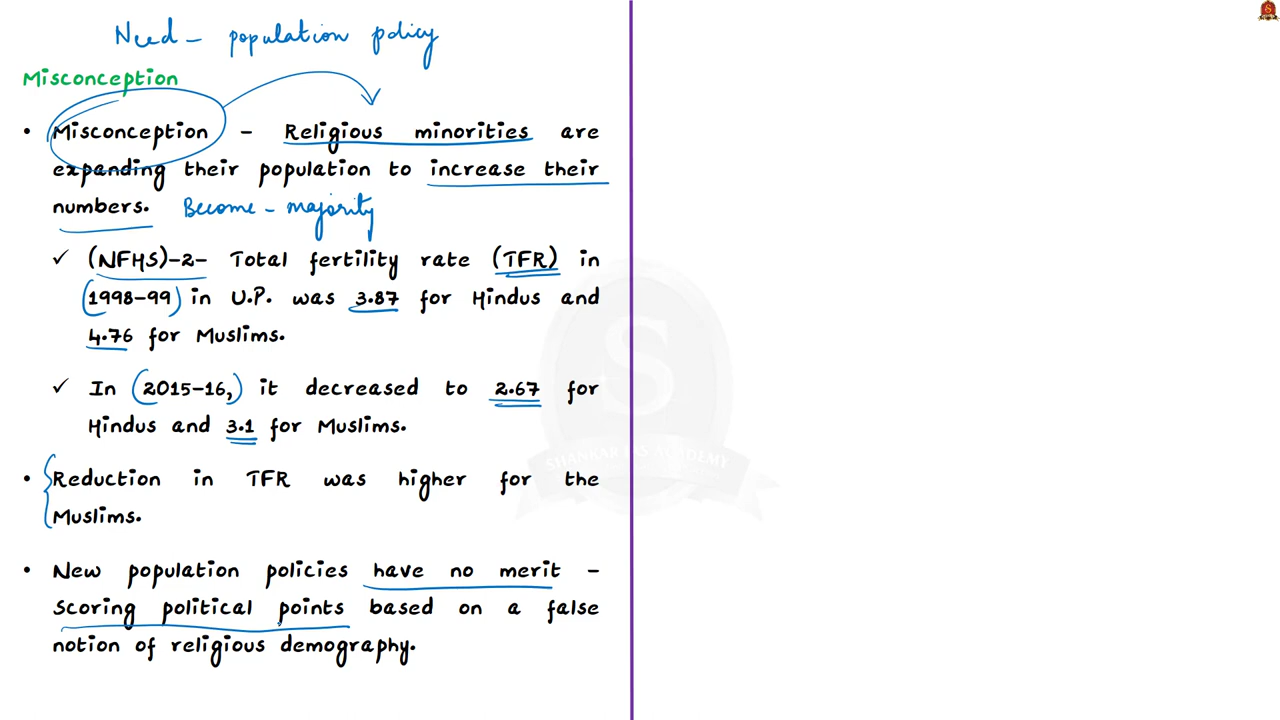 Need - population policy
Misconception
• Misconception - Religious minorities are
expanding their population to increase their
numbers. Become - majority
✓ (NFHS)-2- Total fertility rate (TFR) in
(1998-99) in U.P. was 3.87 for Hindus and
4.76 for Muslims.
✓ In (2015-16,) it decreased to 2.67 for
Hindus and 3.1 for Muslims.
• Reduction in TFR was higher for the
Muslims.
• New population policies have no merit -
scoring political points based on a false
notion of religious demography.
S
SHANKAR IAS ACADEMY